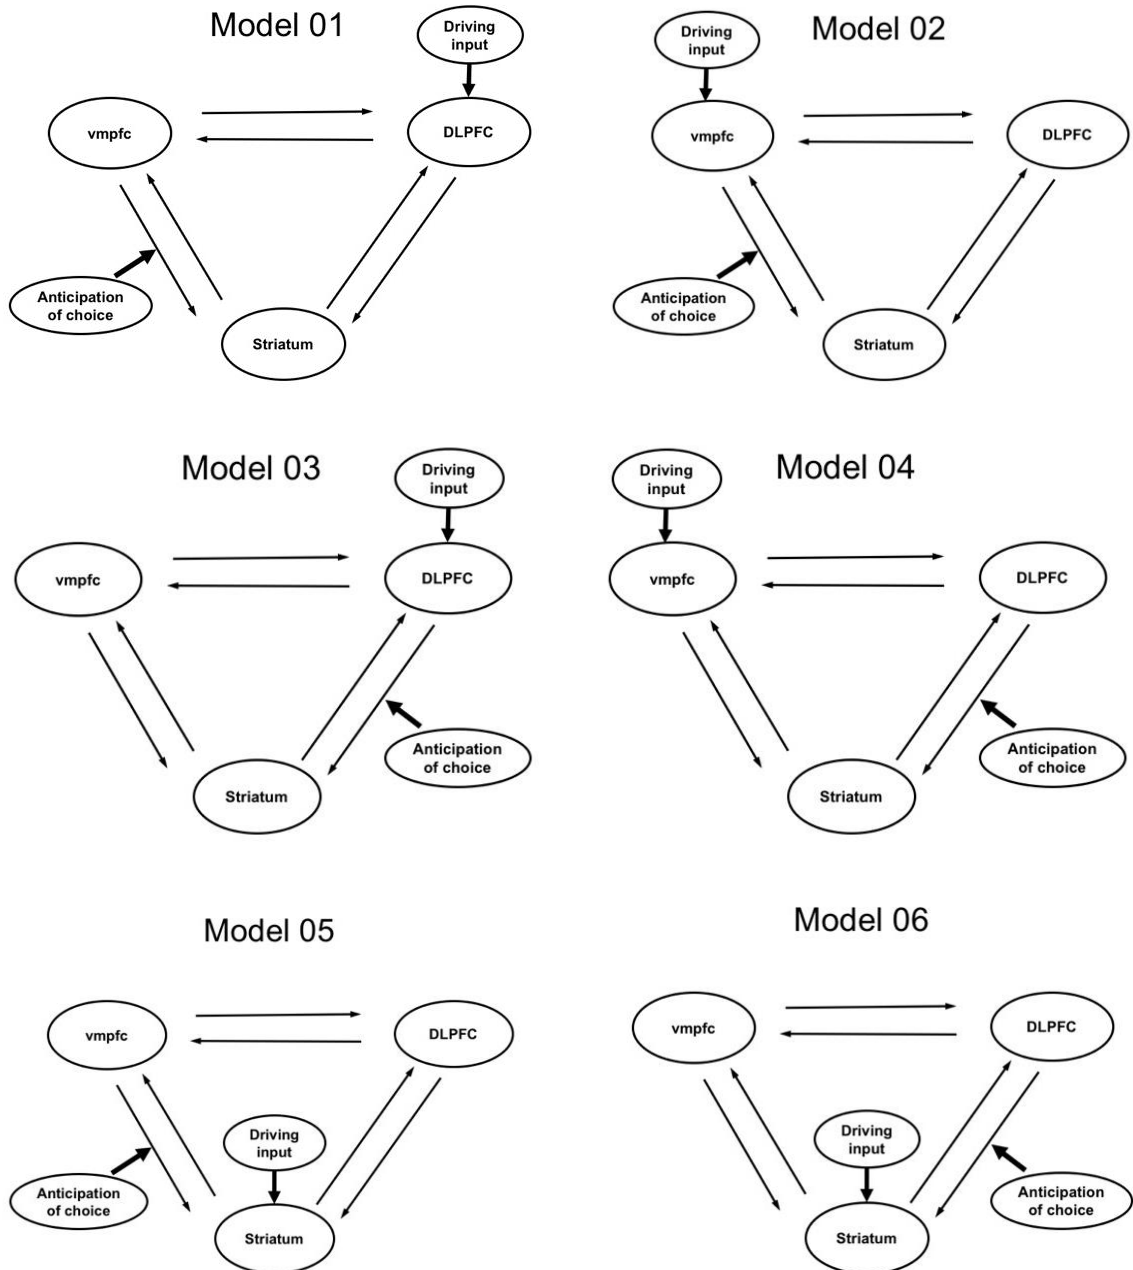 Model 01
Driving
input
vmpfc
DLPFC
Anticipation
of choice
Striatum
Model 02
Driving
input
vmpfc
DLPFC
Anticipation
of choice
Striatum
Model 03
Driving
input
vmpfc
DLPFC
Anticipation
of choice
Striatum
Model 04
Driving
input
vmpfc
DLPFC
Anticipation
of choice
Striatum
Model 05
vmpfc
DLPFC
Driving
input
Anticipation
of choice
Striatum
Model 06
vmpfc
DLPFC
Driving
input
Anticipation
of choice
Striatum